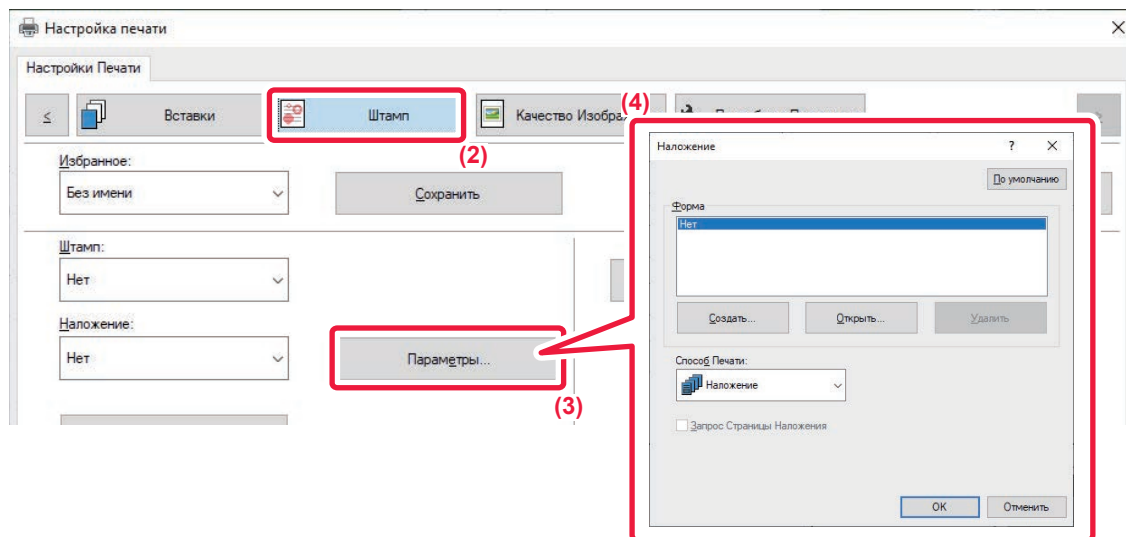 Настройка печати
Настройки Печати
≤ Вставки Штамп Качество Изобра
(4)
(2)
Избранное:
Без имени Сохранить
Штамп:
Нет
Наложение:
Нет Параметры...
(3)
Наложение ? ×
По умолчанию
Форма
Нет
Создать... Открыть... Удалить
Способ Печати:
Наложение
Запрос Страницы Наложения
OK Отменить